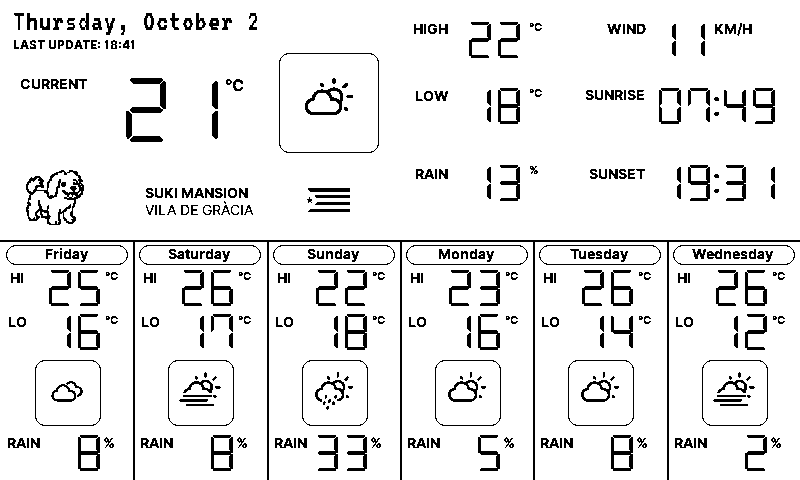 Thursday, October 2
LAST UPDATE: 18:41
CURRENT 21 °C
SUKI MANSION
VILA DE GRÀCIA
HIGH 22 °C
WIND 11 KM/H
LOW 18 °C
SUNRISE 07:49
RAIN 13 %
SUNSET 19:31
Friday
HI 25 °C
LO 16 °C
RAIN 8 %
Saturday
HI 26 °C
LO 17 °C
RAIN 8 %
Sunday
HI 22 °C
LO 18 °C
RAIN 33 %
Monday
HI 23 °C
LO 16 °C
RAIN 5 %
Tuesday
HI 26 °C
LO 14 °C
RAIN 8 %
Wednesday
HI 26 °C
LO 12 °C
RAIN 2 %